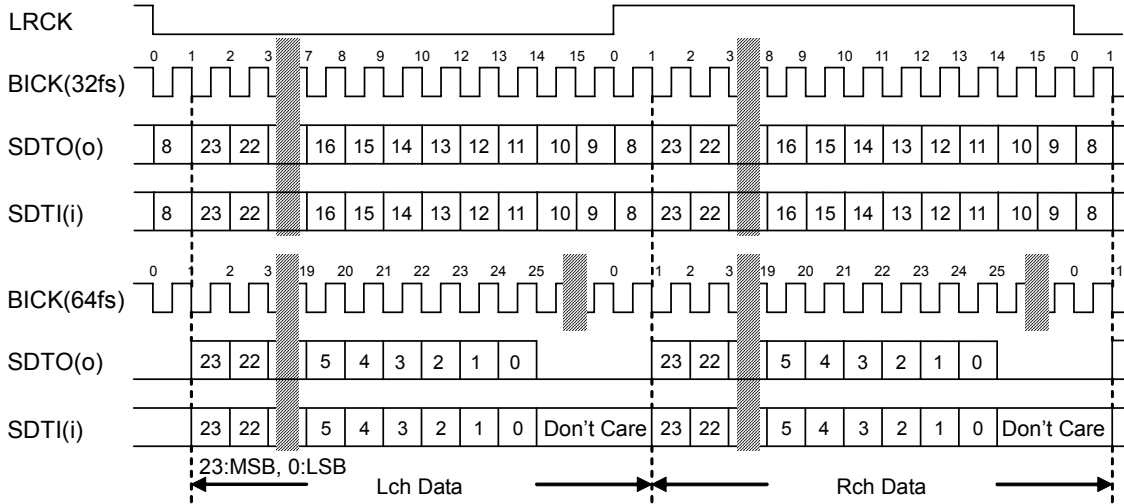 LRCK
0 1 2 3 7 8 9 10 11 12 13 14 15 0 1 2 3 8 9 10 11 12 13 14 15 0 1
BICK(32fs)
SDTO(o) 8 23 22 16 15 14 13 12 11 10 9 8 23 22 16 15 14 13 12 11 10 9 8
SDTI(i) 8 23 22 16 15 14 13 12 11 10 9 8 23 22 16 15 14 13 12 11 10 9 8
0 1 2 3 19 20 21 22 23 24 25 0 1 2 3 19 20 21 22 23 24 25 0 1
BICK(64fs)
SDTO(o) 23 22 5 4 3 2 1 0 23 22 5 4 3 2 1 0
SDTI(i) 23 22 5 4 3 2 1 0 Don't Care 23 22 5 4 3 2 1 0 Don't Care
23:MSB, 0:LSB
Lch Data Rch Data